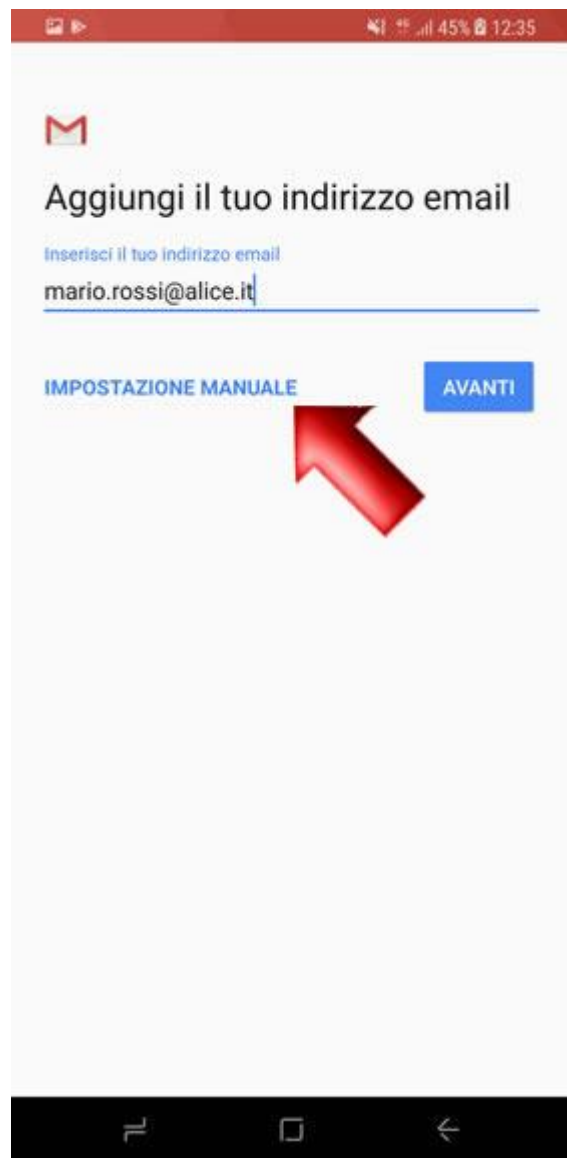 45% 12:35
Aggiungi il tuo indirizzo email
Inserisci il tuo indirizzo email
mario.rossi@alice.it
IMPOSTAZIONE MANUALE AVANTI